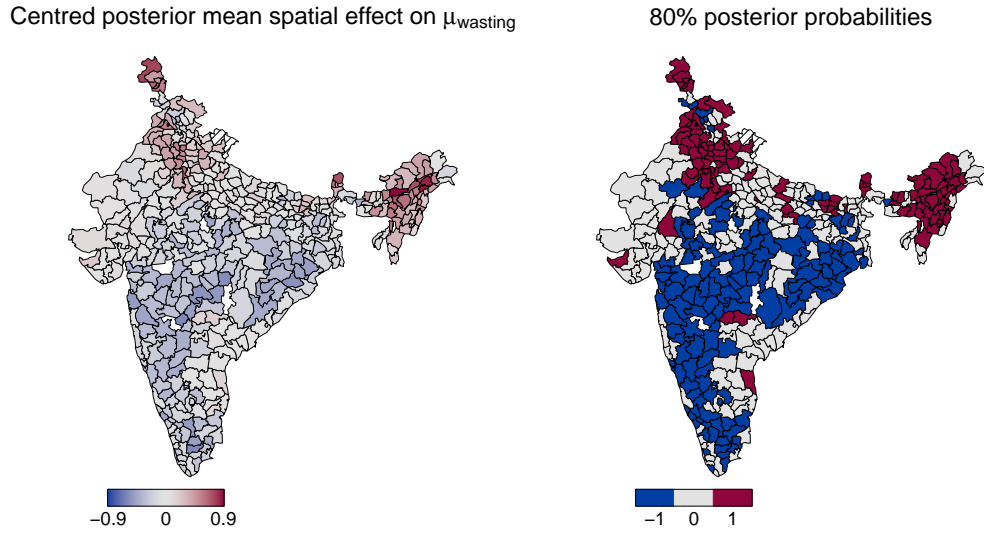 Centred posterior mean spatial effect on μwasting
80% posterior probabilities
−0.9 0 0.9
−1 0 1